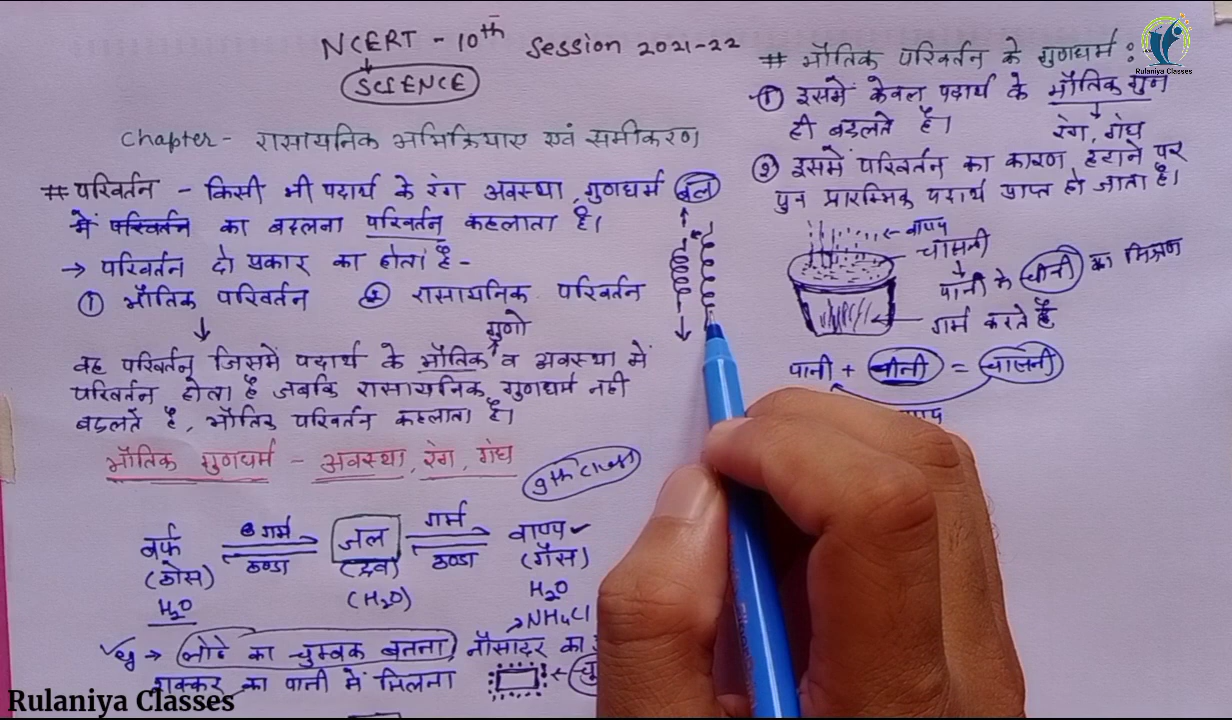 NCERT - 10th Session 2021-22
SCIENCE
Chapter - रासायनिक अभिक्रियाए एवं समीकरण
# परिवर्तन - किसी भी पदार्थ के रंग अवस्था, गुणधर्म बल
में परिवर्तन का बदलना परिवर्तन कहलाता है।
→ परिवर्तन दो प्रकार का होता है -
① भौतिक परिवर्तन ② रासायनिक परिवर्तन
गुणो
वह परिवर्तन जिसमें पदार्थ के भौतिक व अवस्था में
परिवर्तन होता है जबकि रासायनिक गुणधर्म नही
बदलते है, भौतिक परिवर्तन कहलाता है।
भौतिक गुणधर्म - अवस्था, रंग, गंध
9th class
बर्फ गर्म जल गर्म वाष्प
(ठोस) ठण्डा (द्रव) ठण्डा (गैस)
H2O (H2O) H2O
→NH4Cl
→ लोहे का चुम्बक बनना, नौसादर का
शक्कर का पानी में मिलना
# भौतिक परिवर्तन के गुणधर्म :
① इसमें केवल पदार्थ के भौतिक गुन
ही बदलते है।
रंग, गंध
② इसमें परिवर्तन का कारण हटाने पर
पुन प्रारम्भिक पदार्थ प्राप्त हो जाता है।
वाष्प
चासनी
पानी के चीनी का मिश्रण
गर्म करते है
पानी + चीनी = चाशनी
Rulaniya Classes
Rulaniya Classes